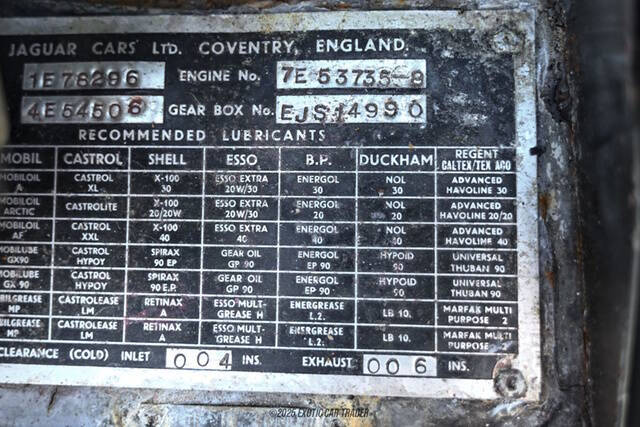 JAGUAR CARS LTD. COVENTRY, ENGLAND.
1E78296 ENGINE No. 7E 53735-9
4E54506 GEAR BOX No. EJS14990
RECOMMENDED LUBRICANTS
MOBIL CASTROL SHELL ESSO B.P. DUCKHAM REGENT CALTEX/TEXACO
MOBILOIL A CASTROL XL X-100 30 ESSO EXTRA 20W/30 ENERGOL 30 NOL 30 ADVANCED HAVOLINE 30
MOBILOIL ARCTIC CASTROLITE X-100 20/20W ESSO EXTRA 20W/30 ENERGOL 20 NOL 20 ADVANCED HAVOLINE 20/20
MOBILOIL AF CASTROL XXL X-100 40 ESSO EXTRA 40 ENERGOL 40 NOL 40 ADVANCED HAVOLINE 40
MOBILUBE GX90 CASTROL HYPOY SPIRAX 90 EP GEAR OIL GP 90 ENERGOL EP 90 HYPOID 90 UNIVERSAL THUBAN 90
MOBILUBE GX 90 CASTROL HYPOY SPIRAX 90 E.P. GEAR OIL GP 90 ENERGOL EP 90 HYPOID 90 UNIVERSAL THUBAN 90
BILGREASE MP CASTROLEASE LM RETINAX A ESSO MULT-GREASE H ENERGREASE L.2. LB 10. MARFAK MULTI PURPOSE 2
BILGREASE MP CASTROLEASE LM RETINAX A ESSO MULT-GREASE H ENERGREASE L.2. LB 10. MARFAK MULTI PURPOSE 2
CLEARANCE (COLD) INLET 004 INS. EXHAUST 006 INS.
©2025 EXOTIC CAR TRADER